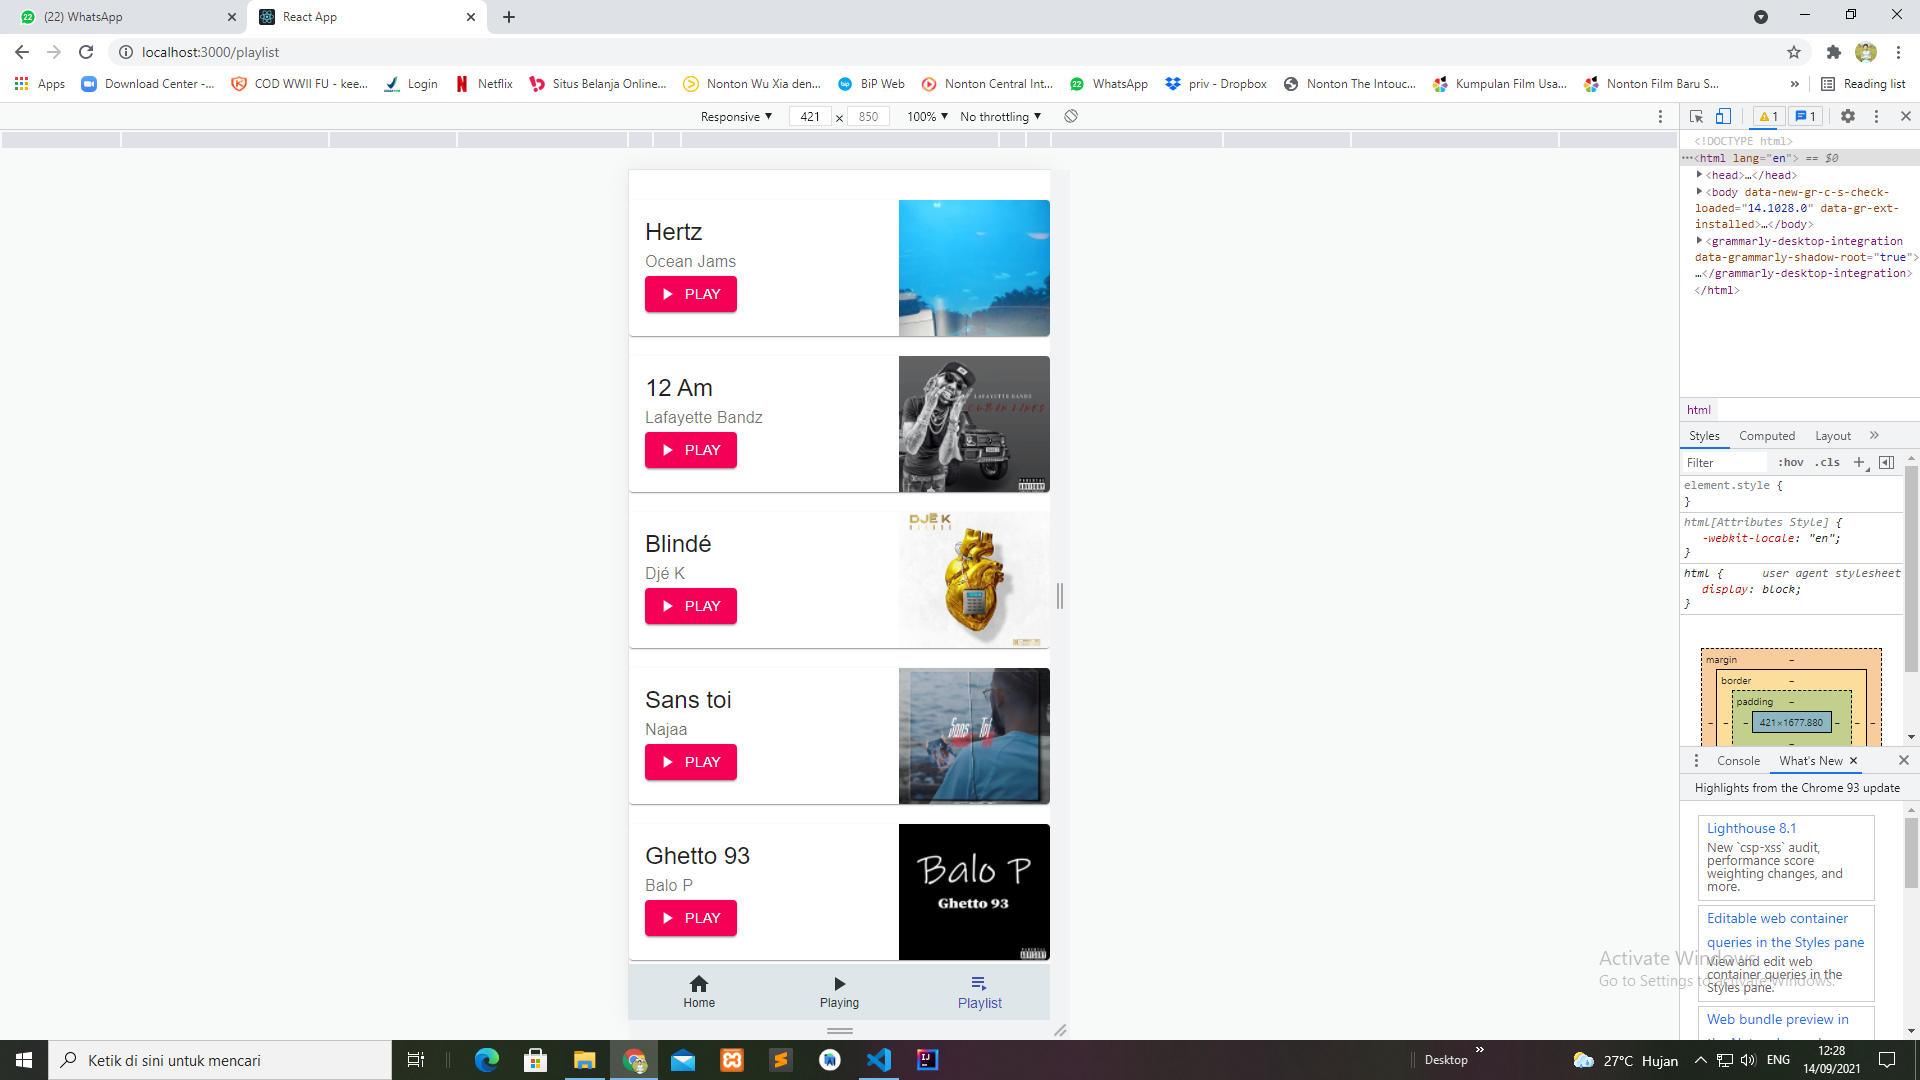 (22) WhatsApp
React App
localhost:3000/playlist
Apps
Download Center -...
COD WWII FU - kee...
Login
Netflix
Situs Belanja Onlin...
Nonton Wu Xia den...
BiP Web
Nonton Central Int...
WhatsApp
priv - Dropbox
Nonton The Intouc...
Kumpulan Film Usa...
Nonton Film Baru S...
»
Reading list
Responsive ▼ 421 × 850 100% ▼ No throttling ▼
1 1
<!DOCTYPE html>
···<html lang="en"> == $0
<head>…</head>
<body data-new-gr-c-s-check-
loaded="14.1028.0" data-gr-ext-
installed>…</body>
<grammarly-desktop-integration
data-grammarly-shadow-root="true">
…</grammarly-desktop-integration>
</html>
html
Styles Computed Layout »
Filter :hov .cls +
element.style {
}
html[Attributes Style] {
-webkit-locale: "en";
}
html { user agent stylesheet
display: block;
}
margin –
border –
padding –
– – – 421×1677.880 – – –
–
Console What's New ×
Highlights from the Chrome 93 update
Lighthouse 8.1
New `csp-xss` audit,
performance score
weighting changes, and
more.
Editable web container
queries in the Styles pane
View and edit web
container queries in the
Styles pane.
Web bundle preview in
Activate Windows
Go to Settings to activate Windows.
Hertz
Ocean Jams
PLAY
12 Am
Lafayette Bandz
PLAY
LAFAYETTE BANDZ
Blindé
Djé K
PLAY
DJÉ K
Sans toi
Najaa
PLAY
Sans Toi
Ghetto 93
Balo P
PLAY
Balo P
Ghetto 93
Home
Playing
Playlist
Ketik di sini untuk mencari
Desktop »
27°C Hujan
ENG
12:28
14/09/2021